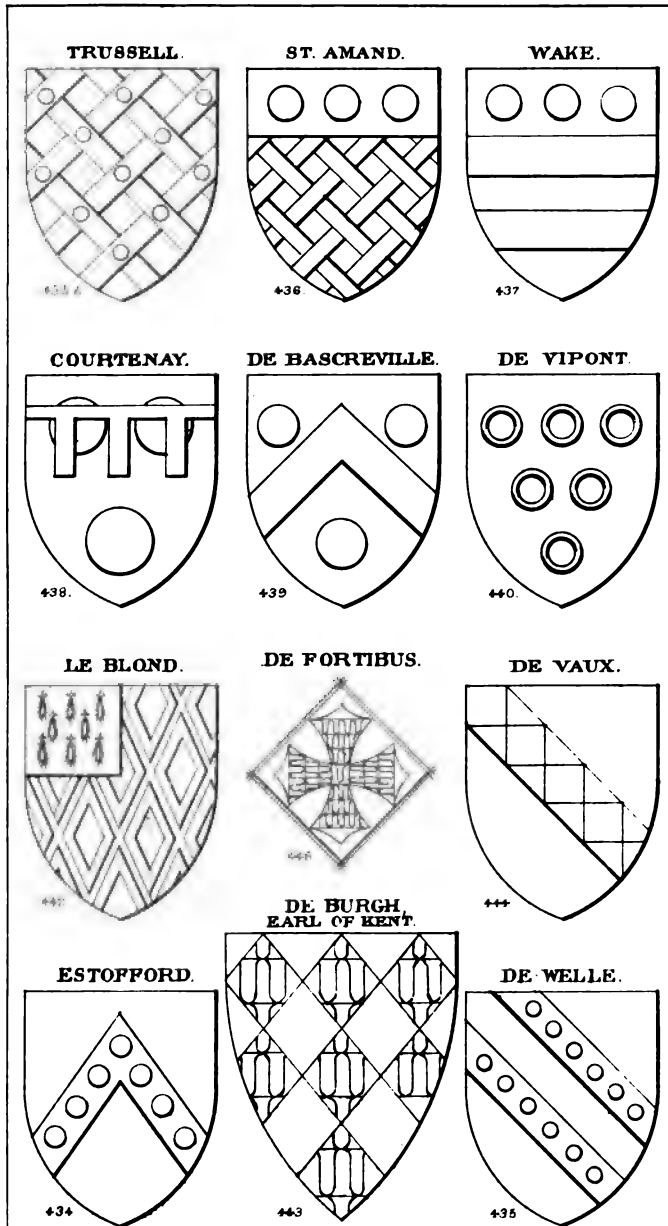 TRUSSELL.
ST. AMAND.
WAKE.
436.
437
COURTENAY.
DE BASCREVILLE.
DE VIPONT.
438.
439
440.
LE BLOND.
DE FORTIBUS.
DE VAUX.
444
DE BURGH,
EARL OF KENT.
ESTOFFORD.
DE WELLE.
434
443
435